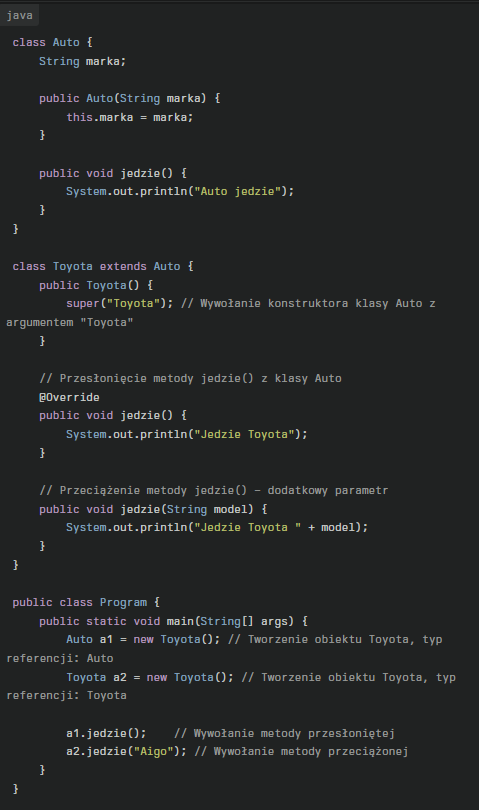 java
class Auto {
    String marka;

    public Auto(String marka) {
        this.marka = marka;
    }

    public void jedzie() {
        System.out.println("Auto jedzie");
    }
}

class Toyota extends Auto {
    public Toyota() {
        super("Toyota"); // Wywołanie konstruktora klasy Auto z
argumentem "Toyota"
    }

    // Przesłonięcie metody jedzie() z klasy Auto
    @Override
    public void jedzie() {
        System.out.println("Jedzie Toyota");
    }

    // Przeciążenie metody jedzie() – dodatkowy parametr
    public void jedzie(String model) {
        System.out.println("Jedzie Toyota " + model);
    }
}

public class Program {
    public static void main(String[] args) {
        Auto a1 = new Toyota(); // Tworzenie obiektu Toyota, typ
referencji: Auto
        Toyota a2 = new Toyota(); // Tworzenie obiektu Toyota, typ
referencji: Toyota

        a1.jedzie();    // Wywołanie metody przesłoniętej
        a2.jedzie("Aigo"); // Wywołanie metody przeciążonej
    }
}